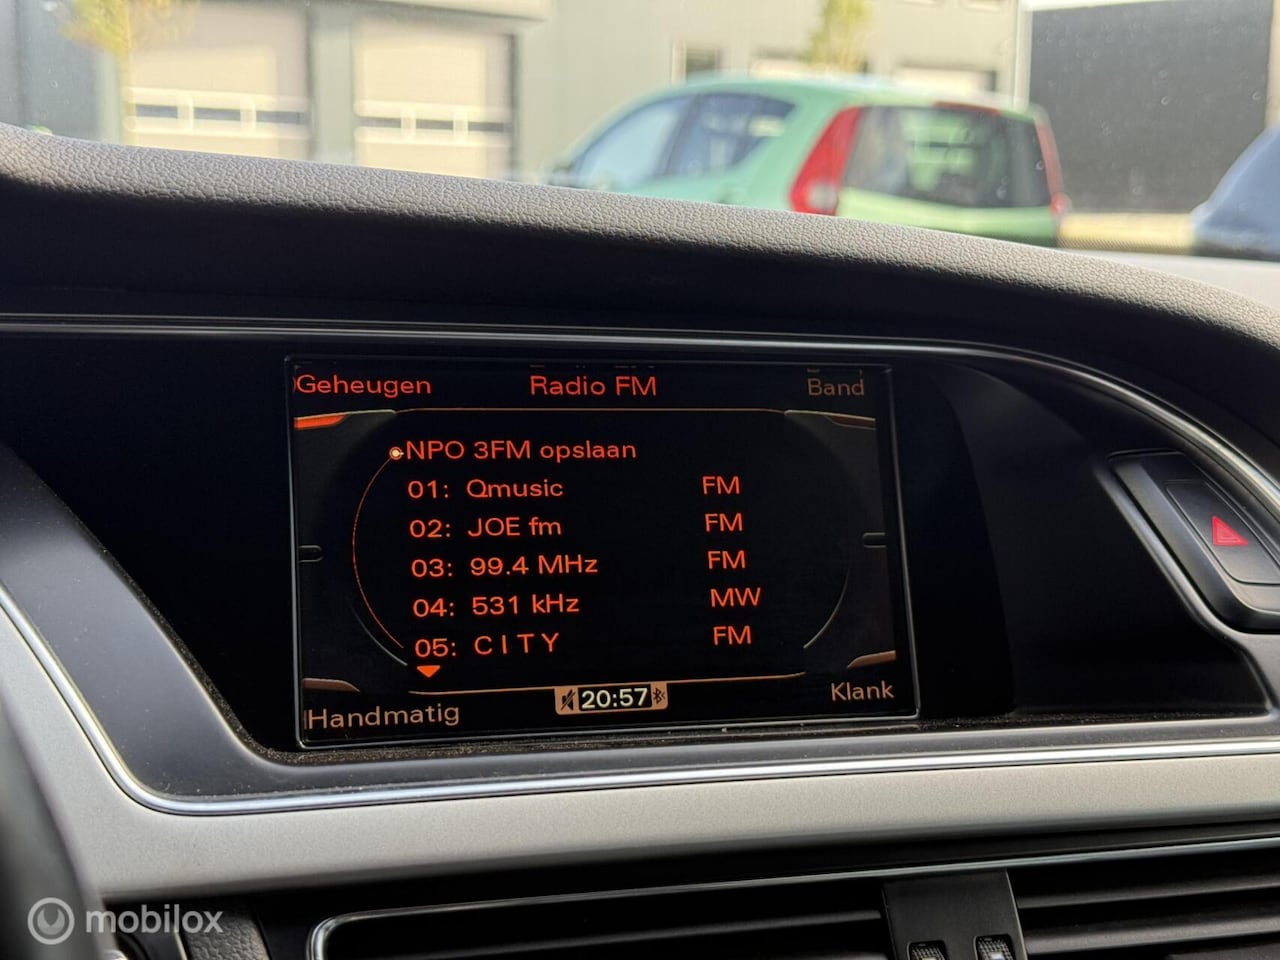 Geheugen Radio FM Band
NPO 3FM opslaan
01: Qmusic FM
02: JOE fm FM
03: 99.4 MHz FM
04: 531 kHz MW
05: C I T Y FM
Handmatig 20:57 Klank
mobilox